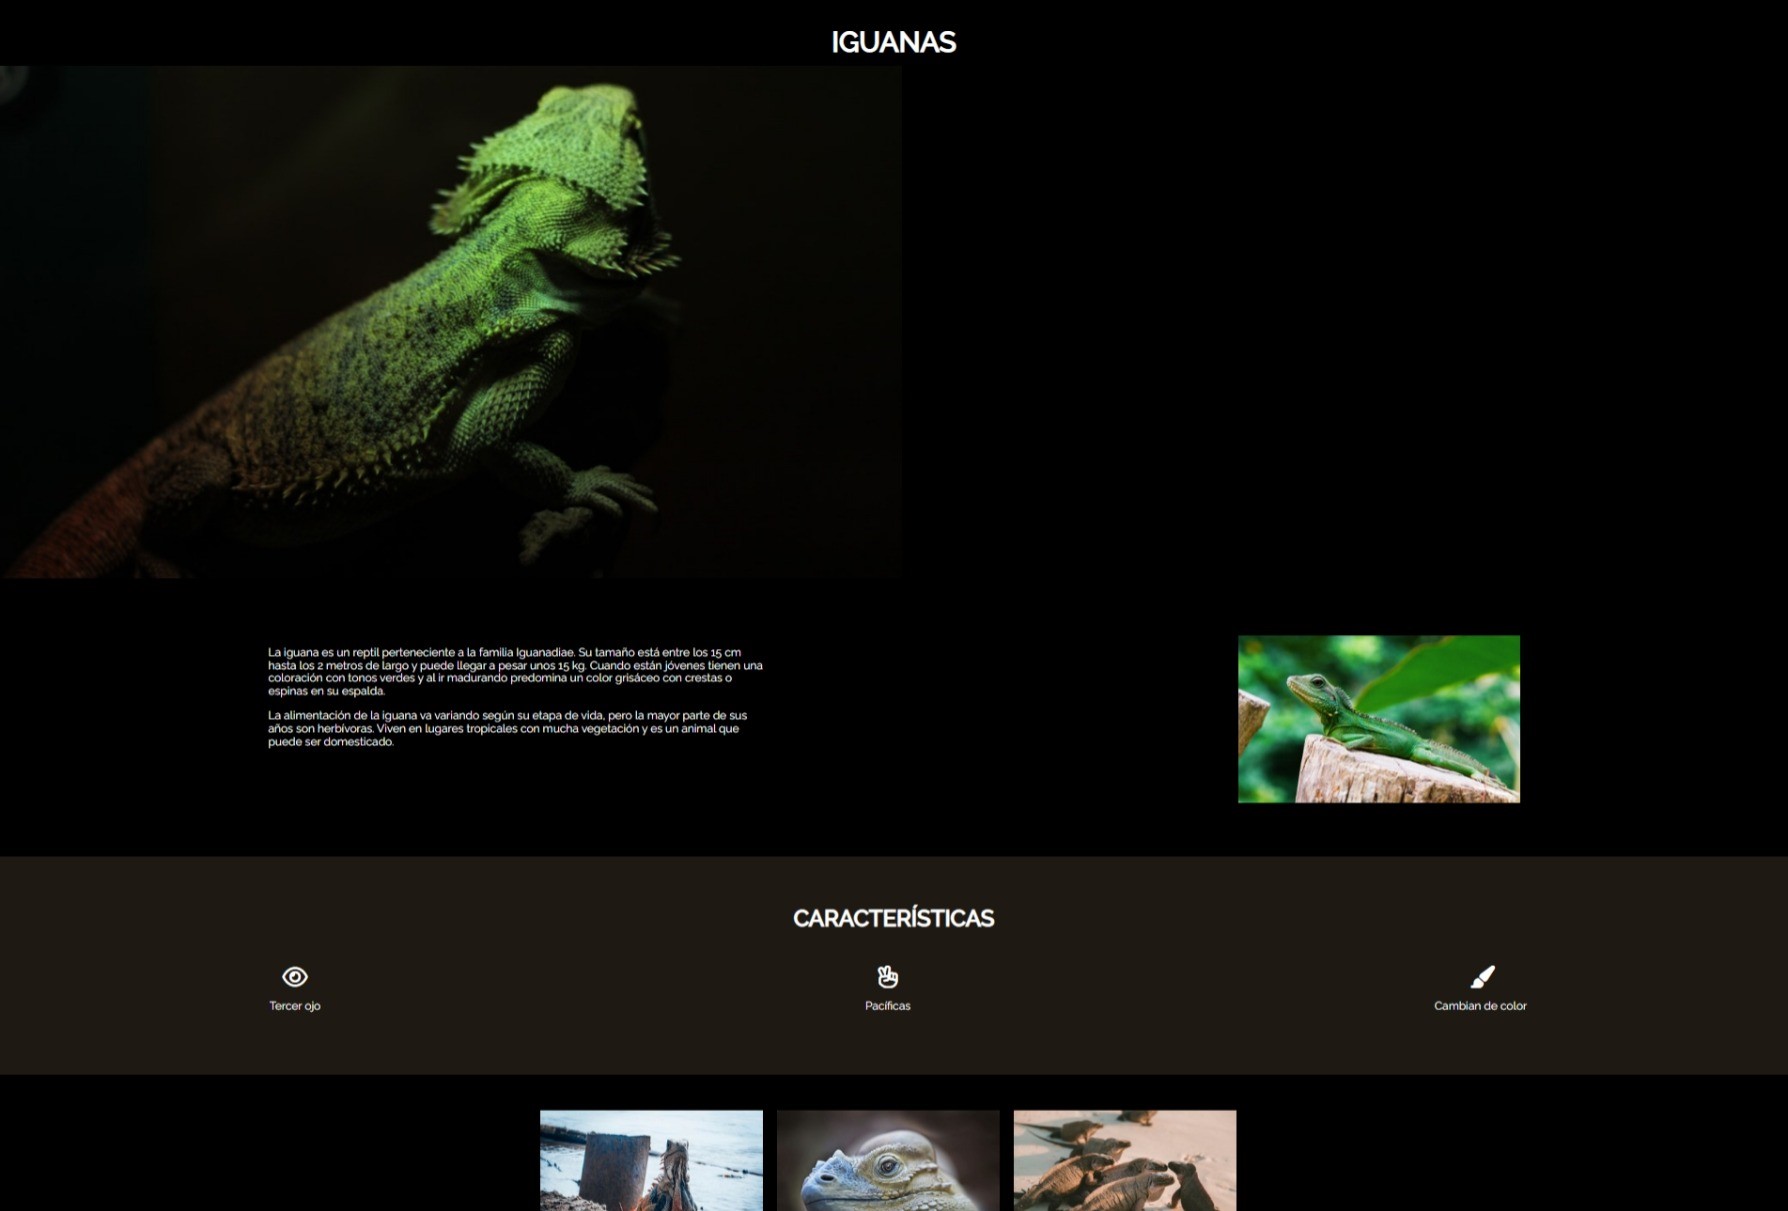 IGUANAS
La iguana es un reptil perteneciente a la familia Iguanadiae. Su tamaño está entre los 15 cm
hasta los 2 metros de largo y puede llegar a pesar unos 15 kg. Cuando están jóvenes tienen una
coloración con tonos verdes y al ir madurando predomina un color grisáceo con crestas o
espinas en su espalda.
La alimentación de la iguana va variando según su etapa de vida, pero la mayor parte de sus
años son herbívoras. Viven en lugares tropicales con mucha vegetación y es un animal que
puede ser domesticado.
CARACTERÍSTICAS
Tercer ojo
Pacíficas
Cambian de color